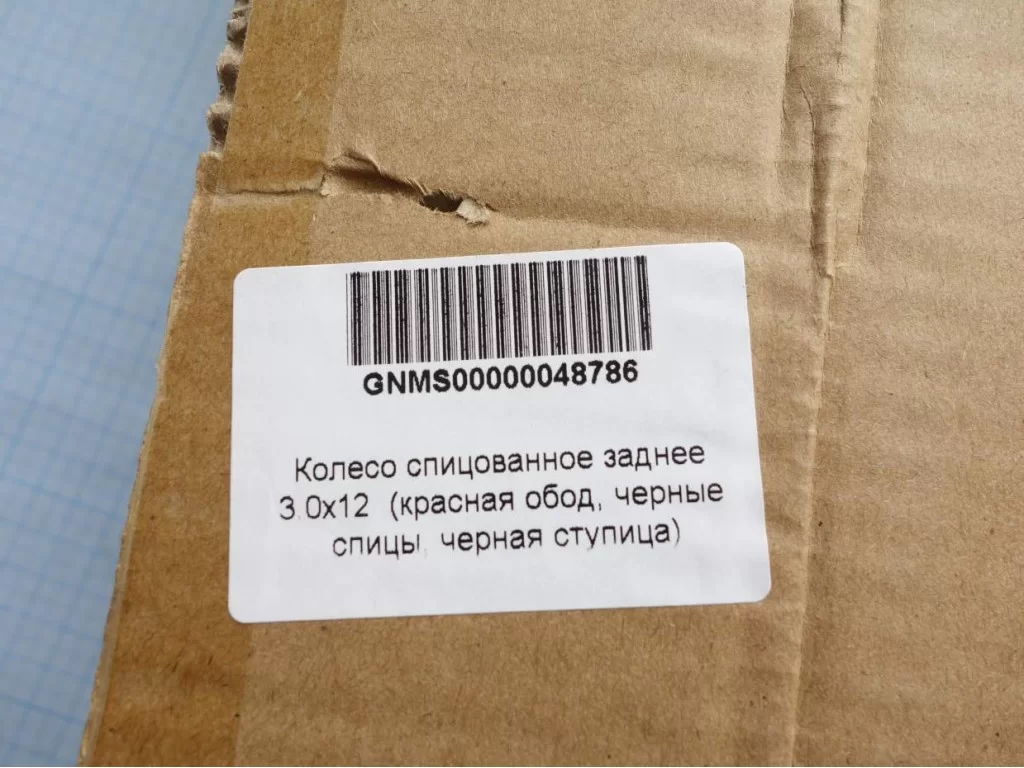 GNMS00000048786
Колесо спицованное заднее
3.0x12 (красная обод, черные
спицы, черная ступица)